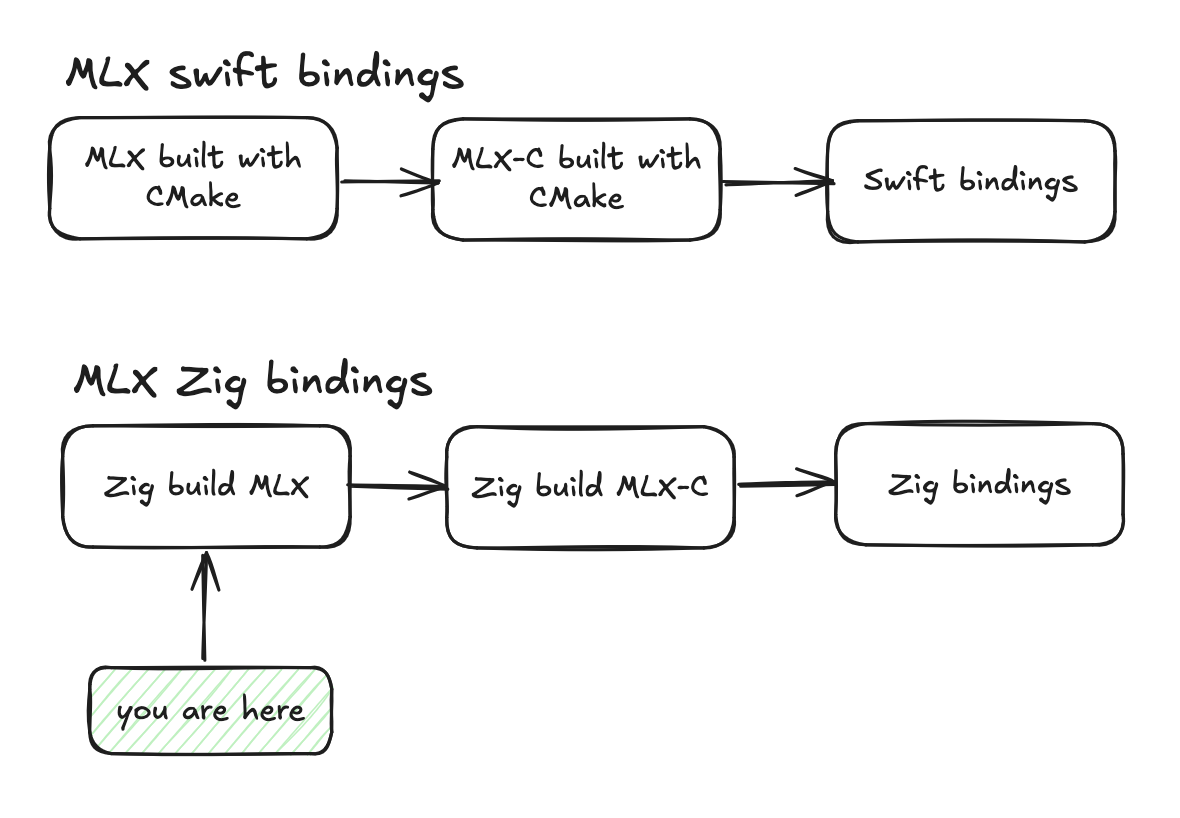 MLX swift bindings
MLX built with
CMake
MLX-C built with
CMake
Swift bindings
MLX Zig bindings
Zig build MLX
Zig build MLX-C
Zig bindings
you are here